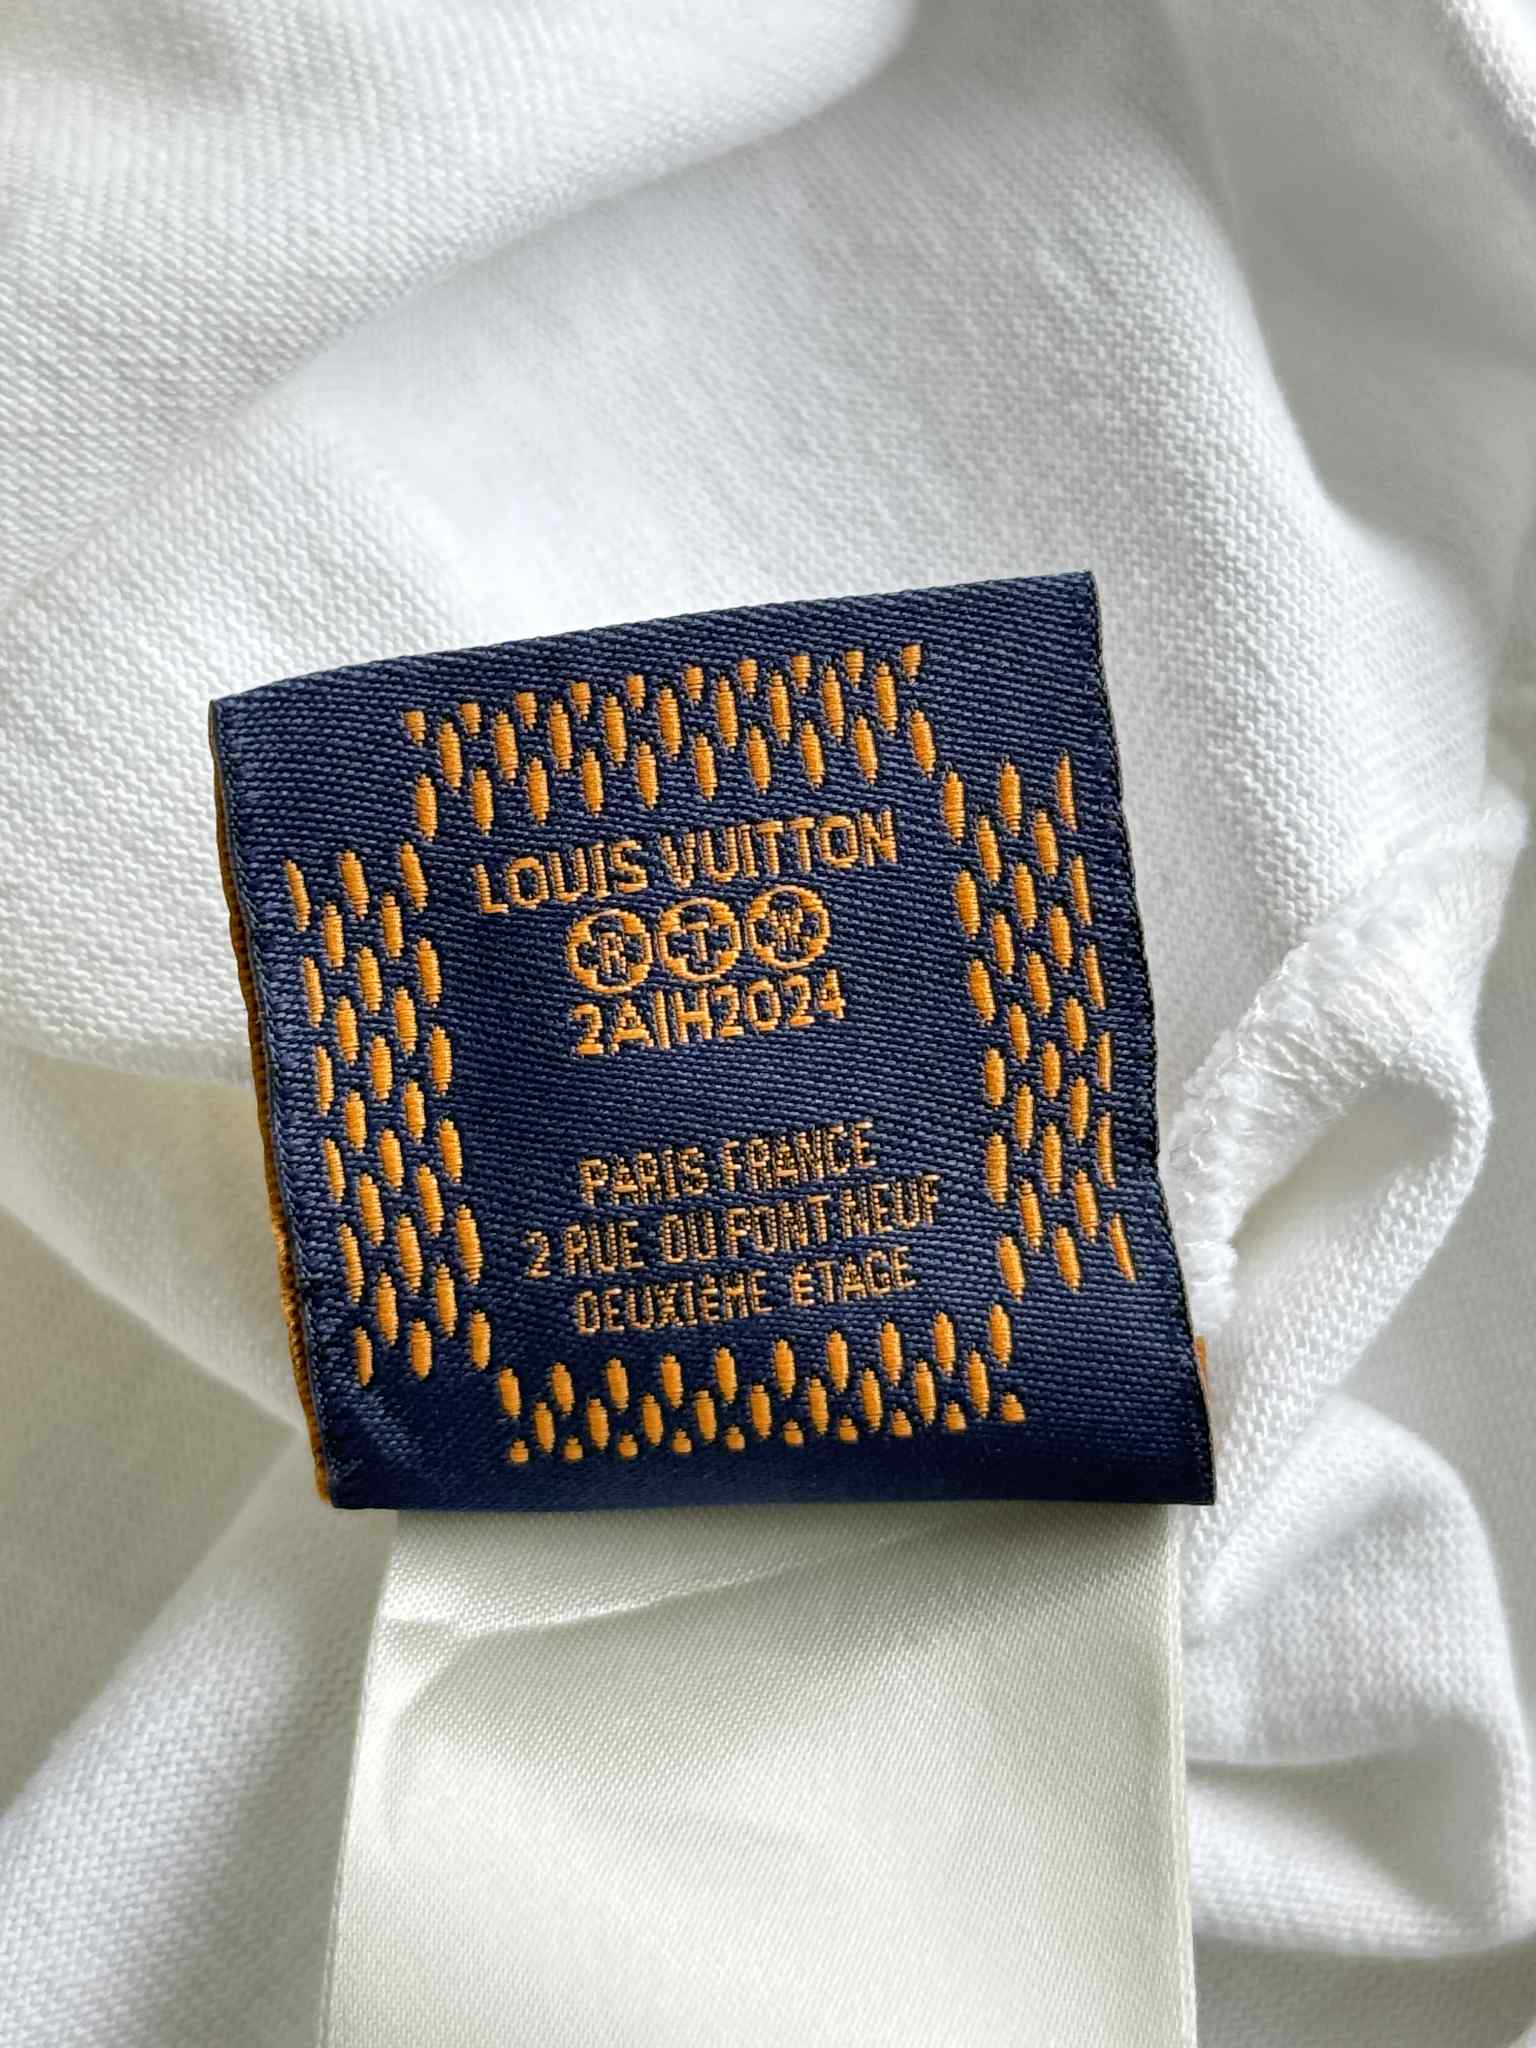 LOUIS VUITTON
R T W
2A|H2024
PARIS FRANCE
2 RUE DU PONT NEUF
DEUXIÈME ÉTAGE